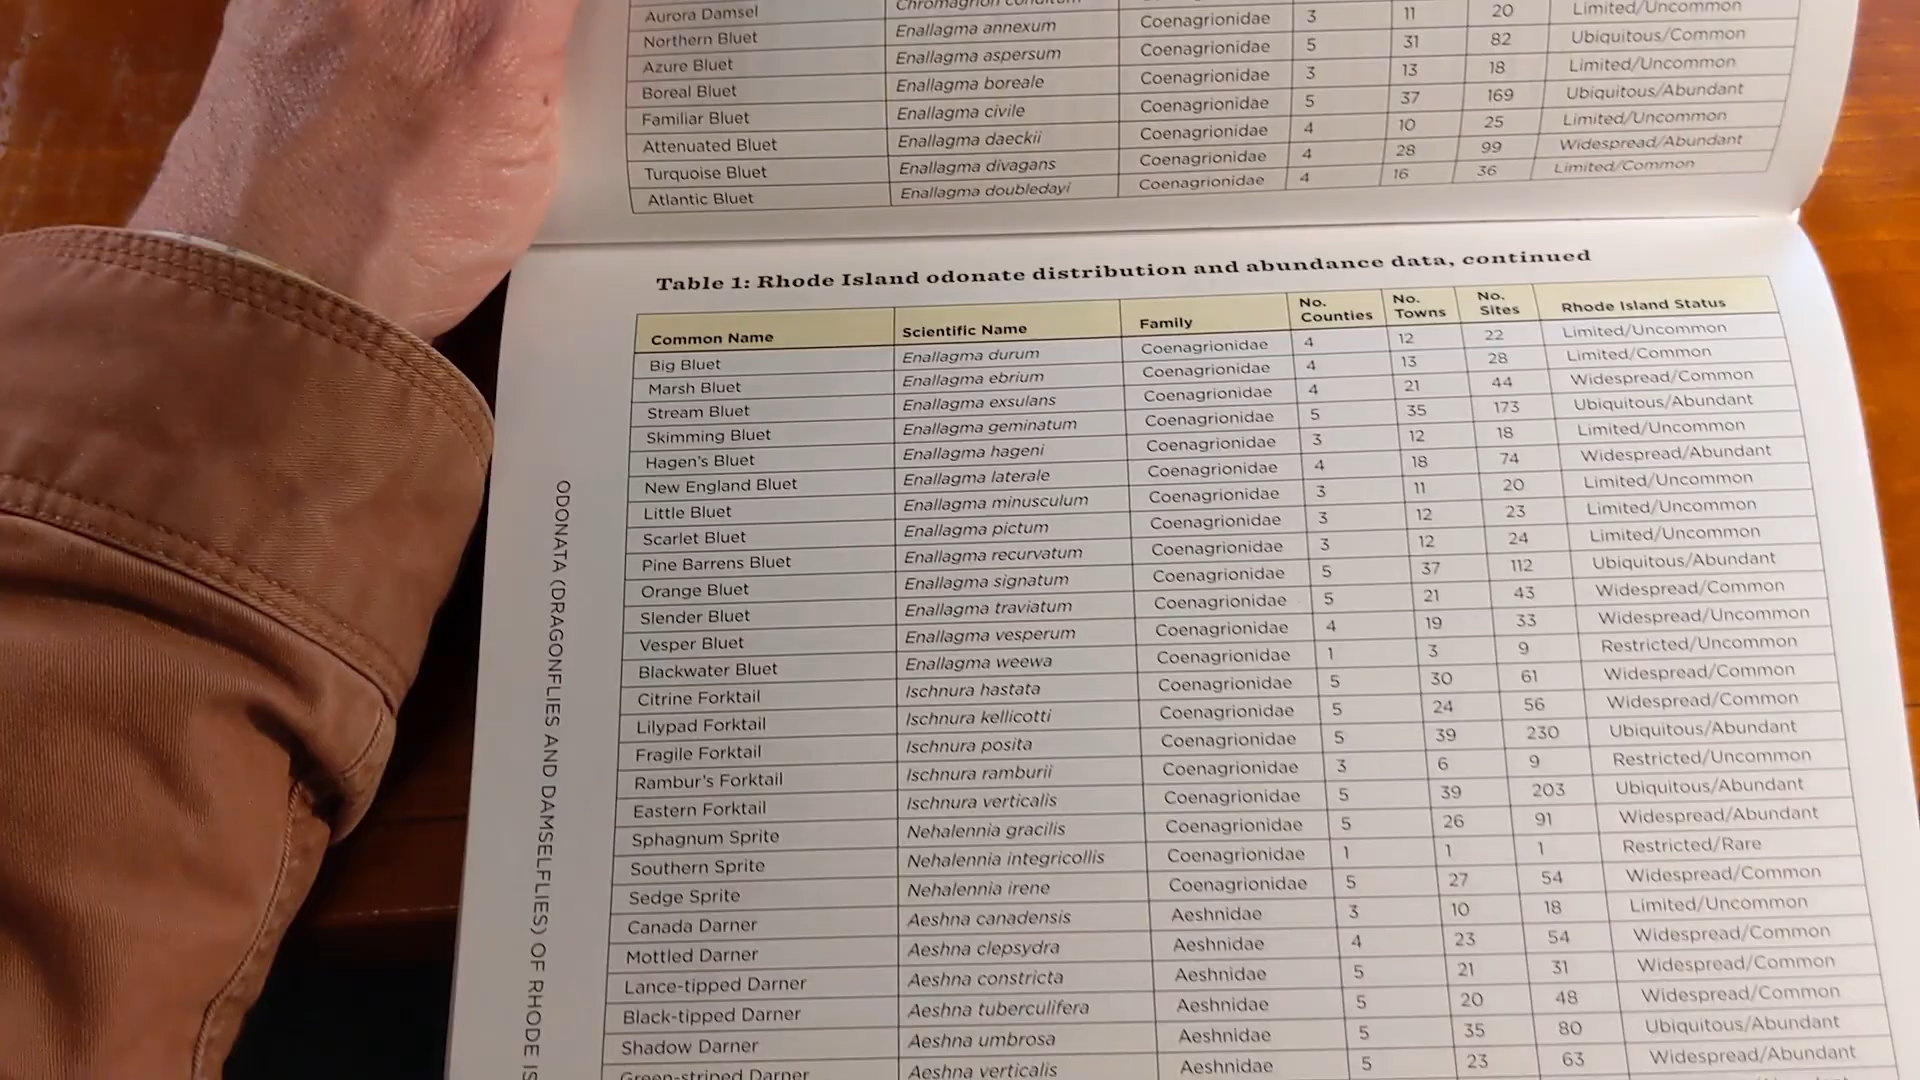 Aurora Damsel Chromagrion conditum
Northern Bluet Enallagma annexum Coenagrionidae 3 11 20 Limited/Uncommon
Azure Bluet Enallagma aspersum Coenagrionidae 5 31 82 Ubiquitous/Common
Boreal Bluet Enallagma boreale Coenagrionidae 3 13 18 Limited/Uncommon
Familiar Bluet Enallagma civile Coenagrionidae 5 37 169 Ubiquitous/Abundant
Attenuated Bluet Enallagma daeckii Coenagrionidae 4 10 25 Limited/Uncommon
Turquoise Bluet Enallagma divagans Coenagrionidae 4 28 99 Widespread/Abundant
Atlantic Bluet Enallagma doubledayi Coenagrionidae 4 16 36 Limited/Common
Table 1: Rhode Island odonate distribution and abundance data, continued
Common Name Scientific Name Family No. Counties No. Towns No. Sites Rhode Island Status
Big Bluet Enallagma durum Coenagrionidae 4 12 22 Limited/Uncommon
Marsh Bluet Enallagma ebrium Coenagrionidae 4 13 28 Limited/Common
Stream Bluet Enallagma exsulans Coenagrionidae 4 21 44 Widespread/Common
Skimming Bluet Enallagma geminatum Coenagrionidae 5 35 173 Ubiquitous/Abundant
Hagen's Bluet Enallagma hageni Coenagrionidae 3 12 18 Limited/Uncommon
New England Bluet Enallagma laterale Coenagrionidae 4 18 74 Widespread/Abundant
Little Bluet Enallagma minusculum Coenagrionidae 3 11 20 Limited/Uncommon
Scarlet Bluet Enallagma pictum Coenagrionidae 3 12 23 Limited/Uncommon
Pine Barrens Bluet Enallagma recurvatum Coenagrionidae 3 12 24 Limited/Uncommon
Orange Bluet Enallagma signatum Coenagrionidae 5 37 112 Ubiquitous/Abundant
Slender Bluet Enallagma traviatum Coenagrionidae 5 21 43 Widespread/Common
Vesper Bluet Enallagma vesperum Coenagrionidae 4 19 33 Widespread/Uncommon
Blackwater Bluet Enallagma weewa Coenagrionidae 1 3 9 Restricted/Uncommon
Citrine Forktail Ischnura hastata Coenagrionidae 5 30 61 Widespread/Common
Lilypad Forktail Ischnura kellicotti Coenagrionidae 5 24 56 Widespread/Common
Fragile Forktail Ischnura posita Coenagrionidae 5 39 230 Ubiquitous/Abundant
Rambur's Forktail Ischnura ramburii Coenagrionidae 3 6 9 Restricted/Uncommon
Eastern Forktail Ischnura verticalis Coenagrionidae 5 39 203 Ubiquitous/Abundant
Sphagnum Sprite Nehalennia gracilis Coenagrionidae 5 26 91 Widespread/Abundant
Southern Sprite Nehalennia integricollis Coenagrionidae 1 1 1 Restricted/Rare
Sedge Sprite Nehalennia irene Coenagrionidae 5 27 54 Widespread/Common
Canada Darner Aeshna canadensis Aeshnidae 3 10 18 Limited/Uncommon
Mottled Darner Aeshna clepsydra Aeshnidae 4 23 54 Widespread/Common
Lance-tipped Darner Aeshna constricta Aeshnidae 5 21 31 Widespread/Common
Black-tipped Darner Aeshna tuberculifera Aeshnidae 5 20 48 Widespread/Common
Shadow Darner Aeshna umbrosa Aeshnidae 5 35 80 Ubiquitous/Abundant
Green-striped Darner Aeshna verticalis Aeshnidae 5 23 63 Widespread/Abundant
ODONATA (DRAGONFLIES AND DAMSELFLIES) OF RHODE IS